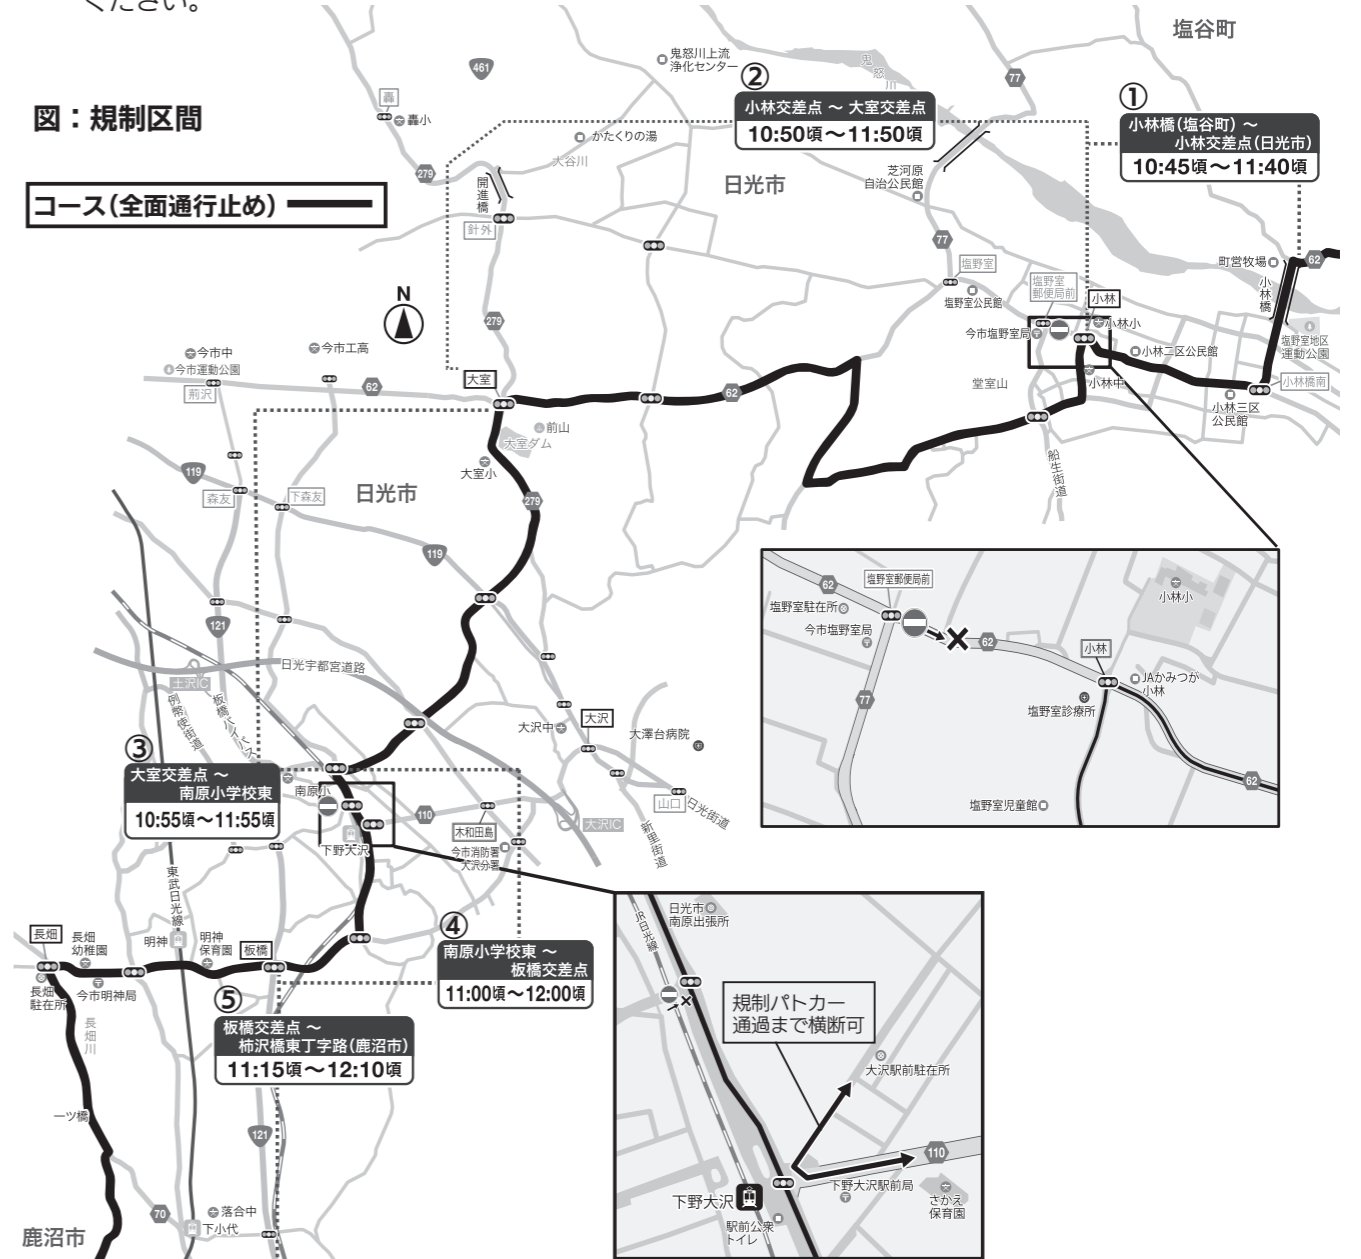 ください。
図：規制区間
コース（全面通行止め）
塩谷町
461
鬼怒川上流
浄化センター
鬼怒川
77
轟
轟小
かたくりの湯
大谷川
279
開進橋
針外
②
小林交差点 ～ 大室交差点
10:50頃～11:50頃
①
小林橋（塩谷町）～
小林交差点（日光市）
10:45頃～11:40頃
日光市
芝河原
自治公民館
77
塩野室
塩野室公民館
塩野室
郵便局前
小林
今市塩野室局
小林小
小林二区公民館
町営牧場
62
小林橋
塩野室地区
運動公園
小林橋南
小林三区
公民館
小林中
堂室山
船生街道
N
279
今市中
今市運動公園
今市工高
荊沢
62
大室
62
前山
大室ダム
大室小
279
119
森友
下森友
日光市
119
121
日光宇都宮道路
土沢IC
例幣使街道
板橋バイパス
大沢中
大沢
大澤台病院
山口
日光街道
新里街道
大沢IC
③
大室交差点 ～
南原小学校東
10:55頃～11:55頃
南原小
下野大沢
110
木和田島
今市消防署
大沢分署
東武日光線
④
南原小学校東 ～
板橋交差点
11:00頃～12:00頃
長畑
長畑
幼稚園
明神
明神
保育園
板橋
長畑
駐在所
今市明神局
長畑川
⑤
板橋交差点 ～
柿沢橋東丁字路（鹿沼市）
11:15頃～12:10頃
一ツ橋
121
70
落合中
下小代
鹿沼市
62
塩野室郵便局前
塩野室駐在所
今市塩野室局
62
77
小林
小林小
JAかみつが
小林
塩野室診療所
塩野室児童館
62
日光市
南原出張所
JR日光線
規制パトカー
通過まで横断可
大沢駅前駐在所
110
下野大沢駅前局
下野大沢
駅前公衆
トイレ
さかえ
保育園